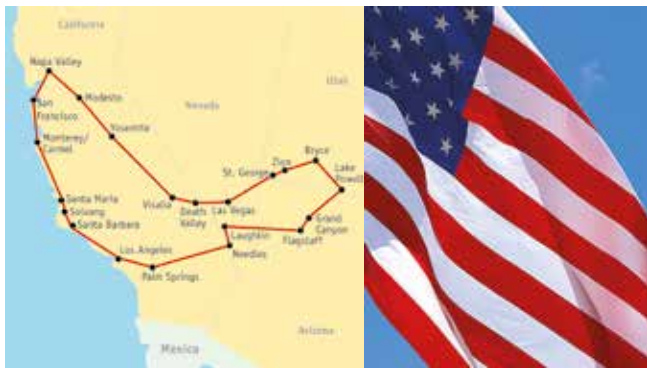 California
Napa Valley
Utah
Modesto
San
Francisco
Nevada
Yosemite
Monterey/
Carmel
Bryce
Zion
St. George
Lake
Powell
Santa Maria
Solvang
Santa Barbara
Visalia
Death
Valley
Las Vegas
Grand
Canyon
Laughlin
Flagstaff
Needles
Los Angeles
Palm Springs
Arizona
Mexico